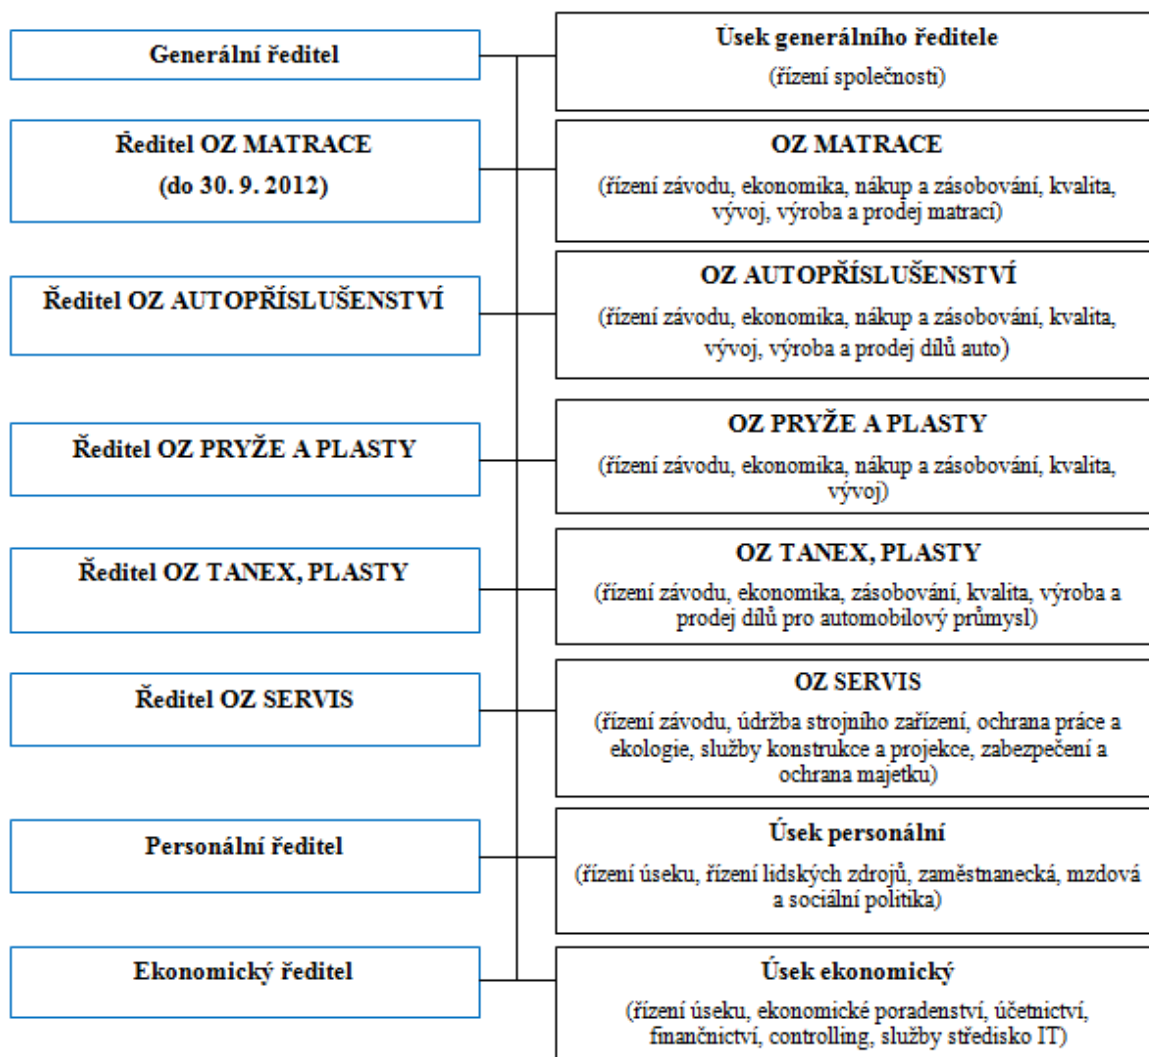 Generální ředitel
Úsek generálního ředitele
(řízení společnosti)
Ředitel OZ MATRACE
(do 30. 9. 2012)
OZ MATRACE
(řízení závodu, ekonomika, nákup a zásobování, kvalita,
vývoj, výroba a prodej matrací)
Ředitel OZ AUTOPŘÍSLUŠENSTVÍ
OZ AUTOPŘÍSLUŠENSTVÍ
(řízení závodu, ekonomika, nákup a zásobování, kvalita,
vývoj, výroba a prodej dílů auto)
Ředitel OZ PRYŽE A PLASTY
OZ PRYŽE A PLASTY
(řízení závodu, ekonomika, nákup a zásobování, kvalita,
vývoj)
Ředitel OZ TANEX, PLASTY
OZ TANEX, PLASTY
(řízení závodu, ekonomika, zásobování, kvalita, výroba a
prodej dílů pro automobilový průmysl)
Ředitel OZ SERVIS
OZ SERVIS
(řízení závodu, údržba strojního zařízení, ochrana práce a
ekologie, služby konstrukce a projekce, zabezpečení a
ochrana majetku)
Personální ředitel
Úsek personální
(řízení úseku, řízení lidských zdrojů, zaměstnanecká, mzdová
a sociální politika)
Ekonomický ředitel
Úsek ekonomický
(řízení úseku, ekonomické poradenství, účetnictví,
finančnictví, controlling, služby středisko IT)